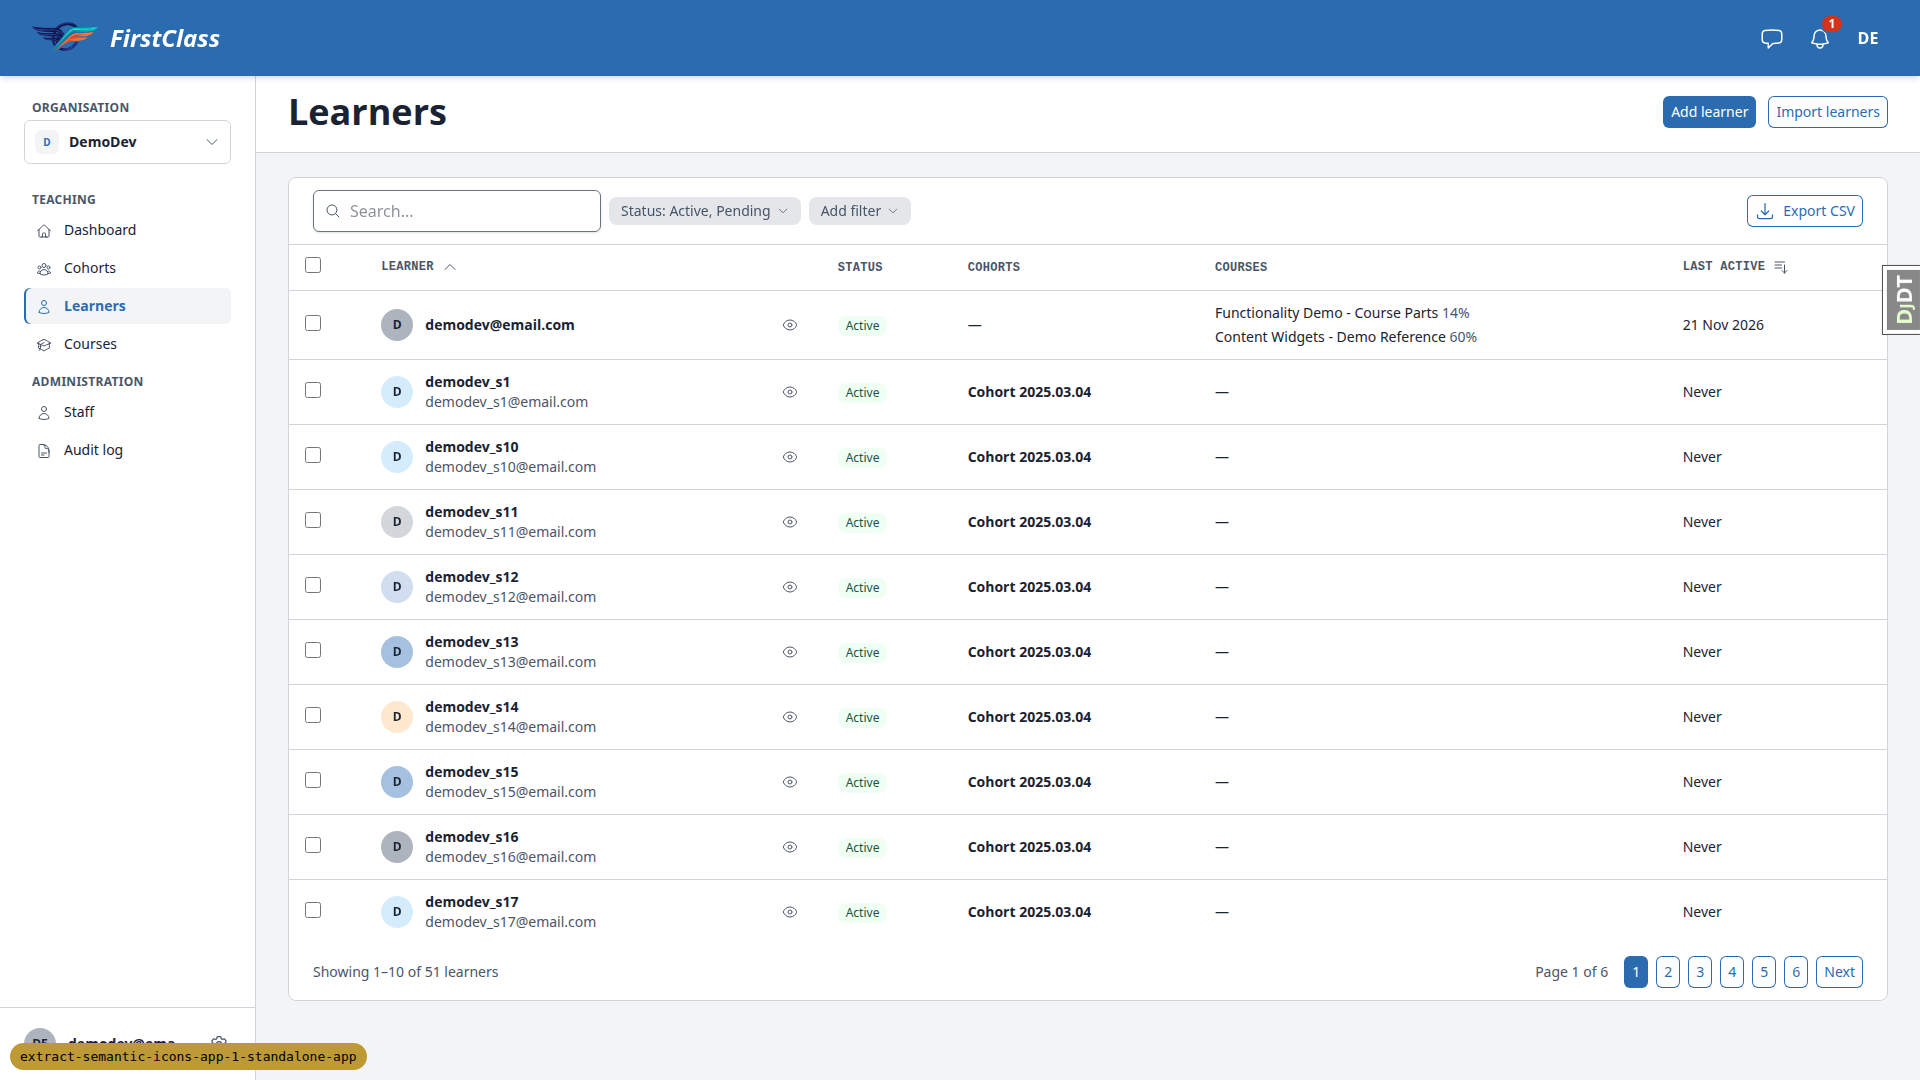 FirstClass
1
DE
ORGANISATION
D DemoDev
TEACHING
Dashboard
Cohorts
Learners
Courses
ADMINISTRATION
Staff
Audit log
Learners
Add learner
Import learners
Search...
Status: Active, Pending
Add filter
Export CSV
LEARNER STATUS COHORTS COURSES LAST ACTIVE
D demodev@email.com Active — Functionality Demo - Course Parts 14% 21 Nov 2026
Content Widgets - Demo Reference 60%
D demodev_s1 Active Cohort 2025.03.04 — Never
demodev_s1@email.com
D demodev_s10 Active Cohort 2025.03.04 — Never
demodev_s10@email.com
D demodev_s11 Active Cohort 2025.03.04 — Never
demodev_s11@email.com
D demodev_s12 Active Cohort 2025.03.04 — Never
demodev_s12@email.com
D demodev_s13 Active Cohort 2025.03.04 — Never
demodev_s13@email.com
D demodev_s14 Active Cohort 2025.03.04 — Never
demodev_s14@email.com
D demodev_s15 Active Cohort 2025.03.04 — Never
demodev_s15@email.com
D demodev_s16 Active Cohort 2025.03.04 — Never
demodev_s16@email.com
D demodev_s17 Active Cohort 2025.03.04 — Never
demodev_s17@email.com
Showing 1–10 of 51 learners
Page 1 of 6 1 2 3 4 5 6 Next
DjDT
extract-semantic-icons-app-1-standalone-app